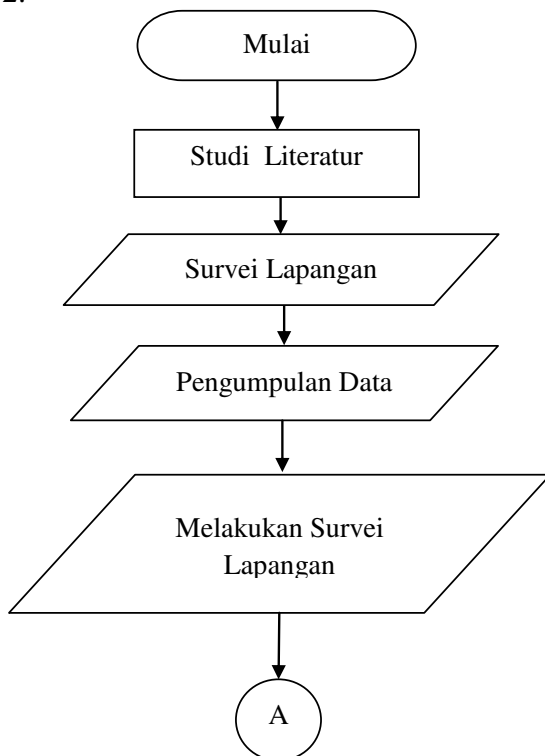 2.
Mulai
Studi Literatur
Survei Lapangan
Pengumpulan Data
Melakukan Survei
Lapangan
A